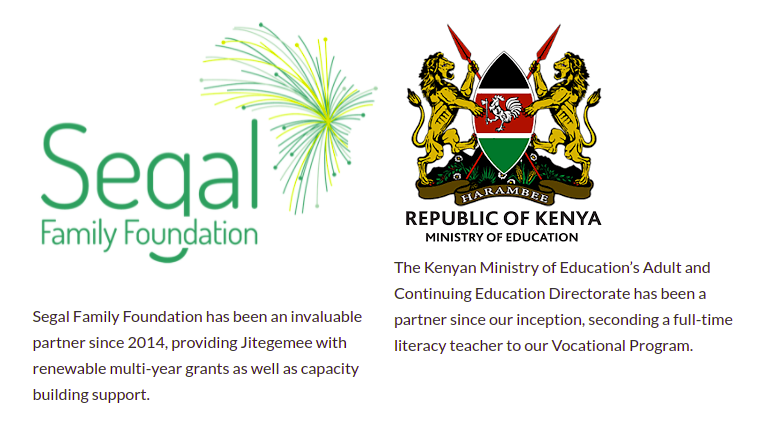 Segal
Family Foundation
Segal Family Foundation has been an invaluable
partner since 2014, providing Jitegemee with
renewable multi-year grants as well as capacity
building support.
HARAMBEE
REPUBLIC OF KENYA
MINISTRY OF EDUCATION
The Kenyan Ministry of Education’s Adult and
Continuing Education Directorate has been a
partner since our inception, seconding a full-time
literacy teacher to our Vocational Program.